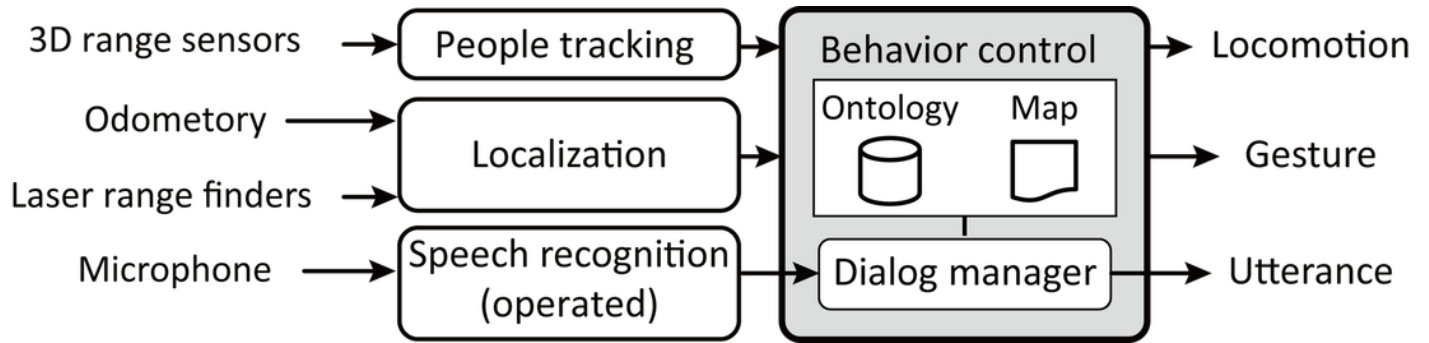 3D range sensors
People tracking
Behavior control
Locomotion
Odometory
Localization
Ontology
Map
Gesture
Laser range finders
Microphone
Speech recognition
(operated)
Dialog manager
Utterance